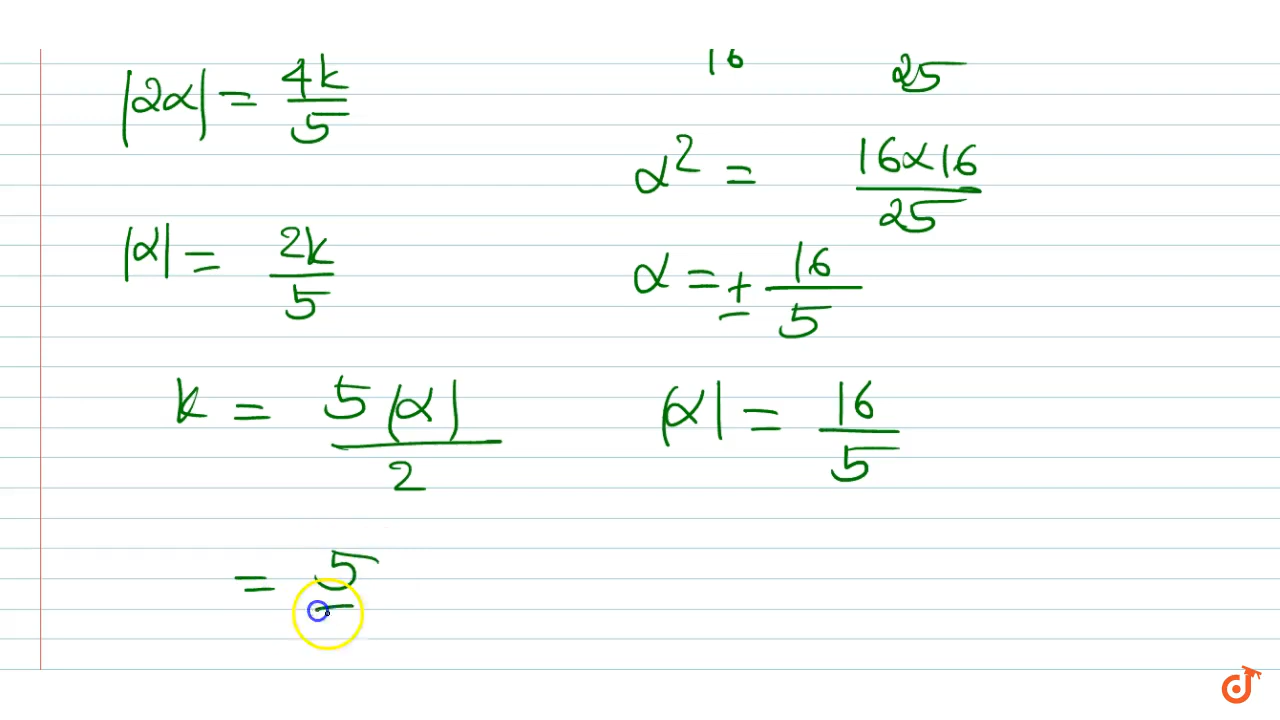 |2α| = 4k/5
|α| = 2k/5
k = 5|α|/2
= 5
16 25
α² = 16×16/25
α = ± 16/5
|α| = 16/5